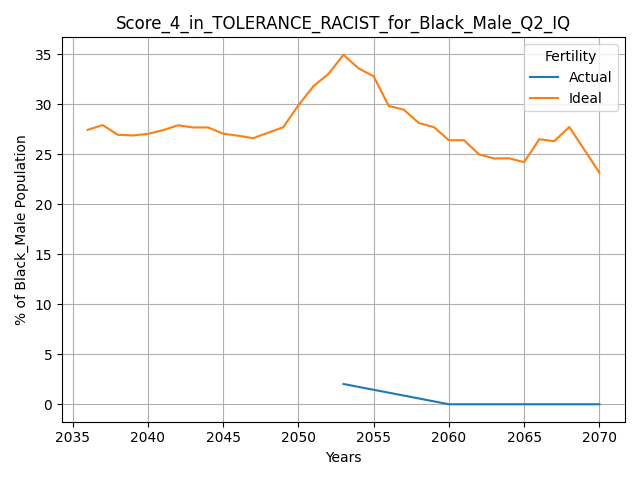 Score_4_in_TOLERANCE_RACIST_for_Black_Male_Q2_IQ
Fertility
Actual
Ideal
% of Black_Male Population
35
30
25
20
15
10
5
0
2035 2040 2045 2050 2055 2060 2065 2070
Years